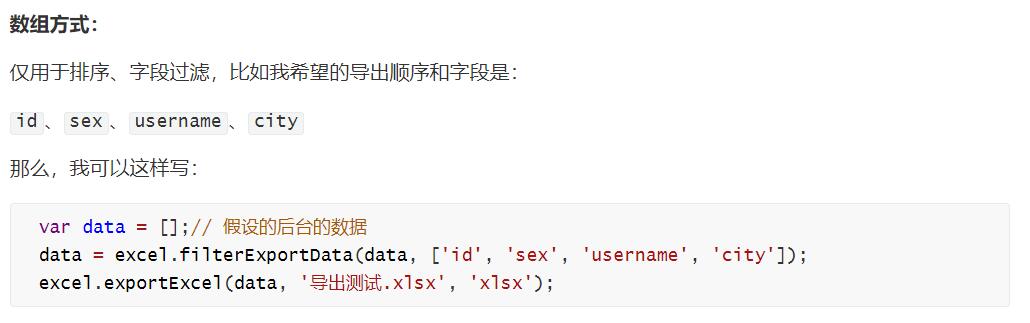 数组方式：
仅用于排序、字段过滤，比如我希望的导出顺序和字段是：
id、sex、username、city
那么，我可以这样写：
var data = [];// 假设的后台的数据
data = excel.filterExportData(data, ['id', 'sex', 'username', 'city']);
excel.exportExcel(data, '导出测试.xlsx', 'xlsx');